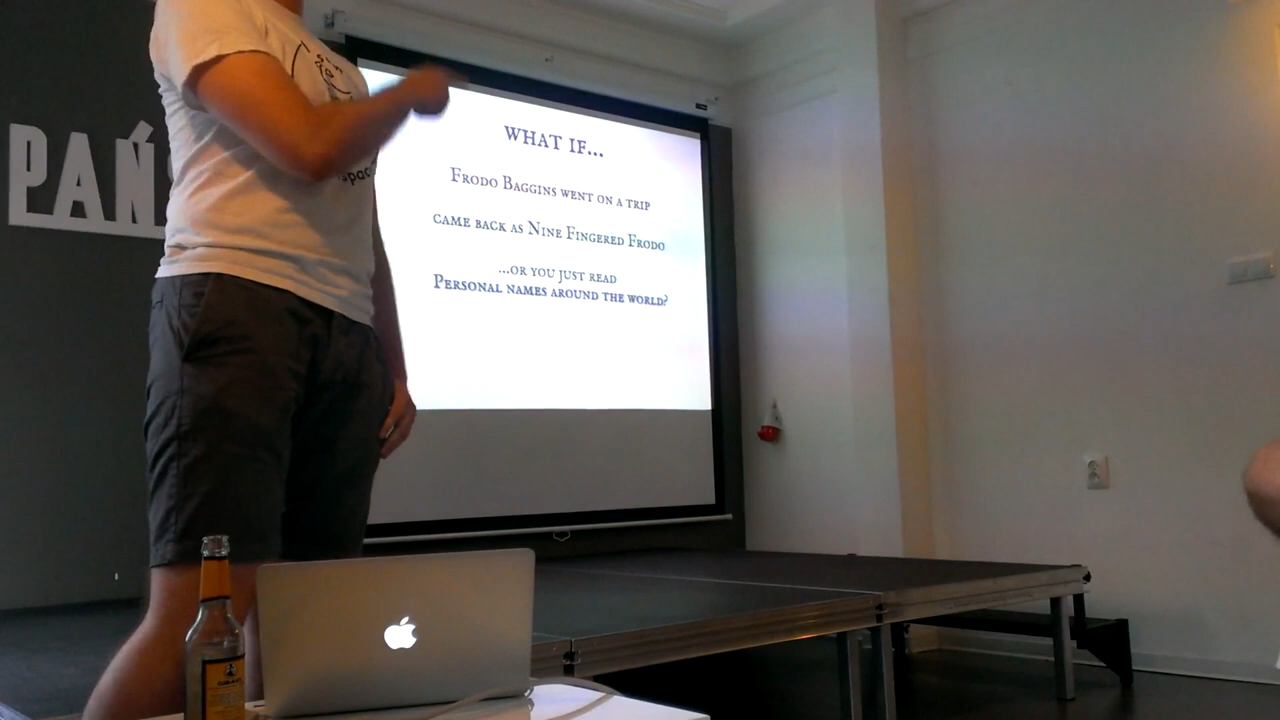 PAŃ
WHAT IF...
FRODO BAGGINS WENT ON A TRIP
CAME BACK AS NINE FINGERED FRODO
...OR YOU JUST READ
PERSONAL NAMES AROUND THE WORLD?
spac